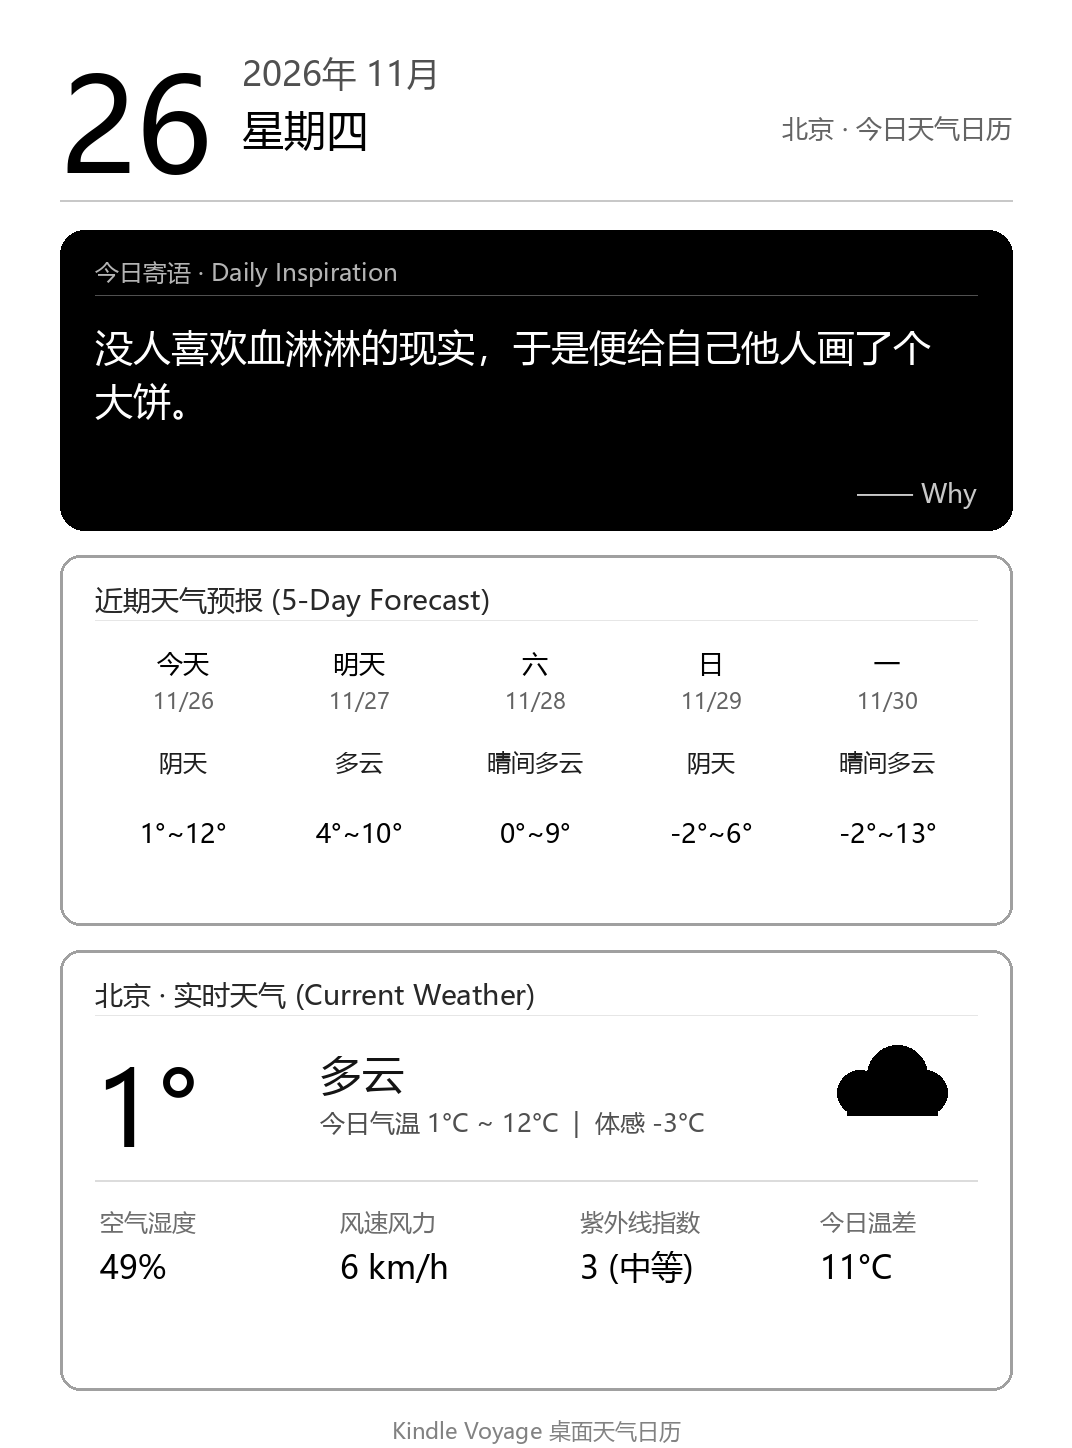 26
2026年 11月
星期四
北京 · 今日天气日历
今日寄语 · Daily Inspiration
没人喜欢血淋淋的现实，于是便给自己他人画了个
大饼。
—— Why
近期天气预报 (5-Day Forecast)
今天 明天 六 日 一
11/26 11/27 11/28 11/29 11/30
阴天 多云 晴间多云 阴天 晴间多云
1°~12° 4°~10° 0°~9° -2°~6° -2°~13°
北京 · 实时天气 (Current Weather)
1°
多云
今日气温 1°C ~ 12°C | 体感 -3°C
空气湿度 风速风力 紫外线指数 今日温差
49% 6 km/h 3 (中等) 11°C
Kindle Voyage 桌面天气日历